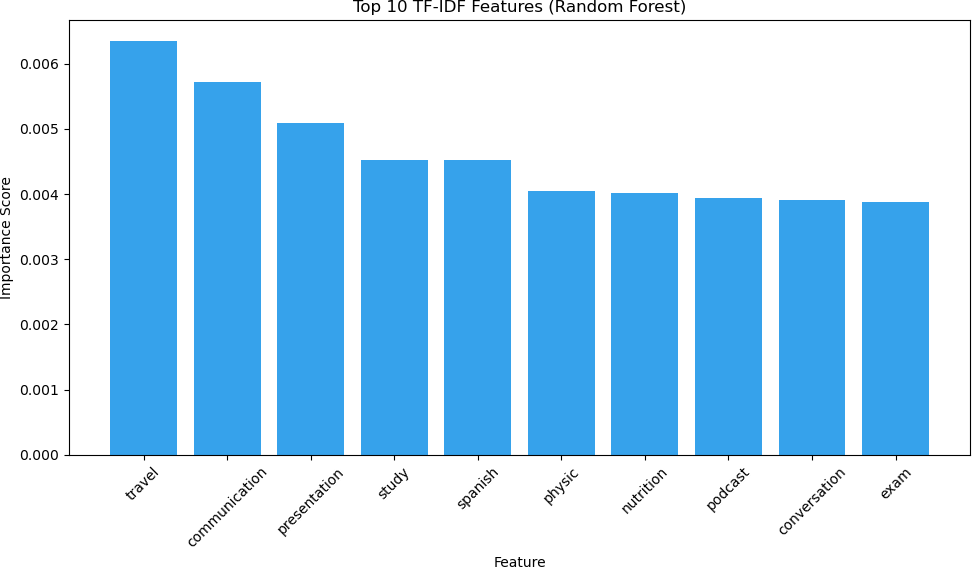 Top 10 TF-IDF Features (Random Forest)
Importance Score
0.006
0.005
0.004
0.003
0.002
0.001
0.000
travel
communication
presentation
study
spanish
physic
nutrition
podcast
conversation
exam
Feature